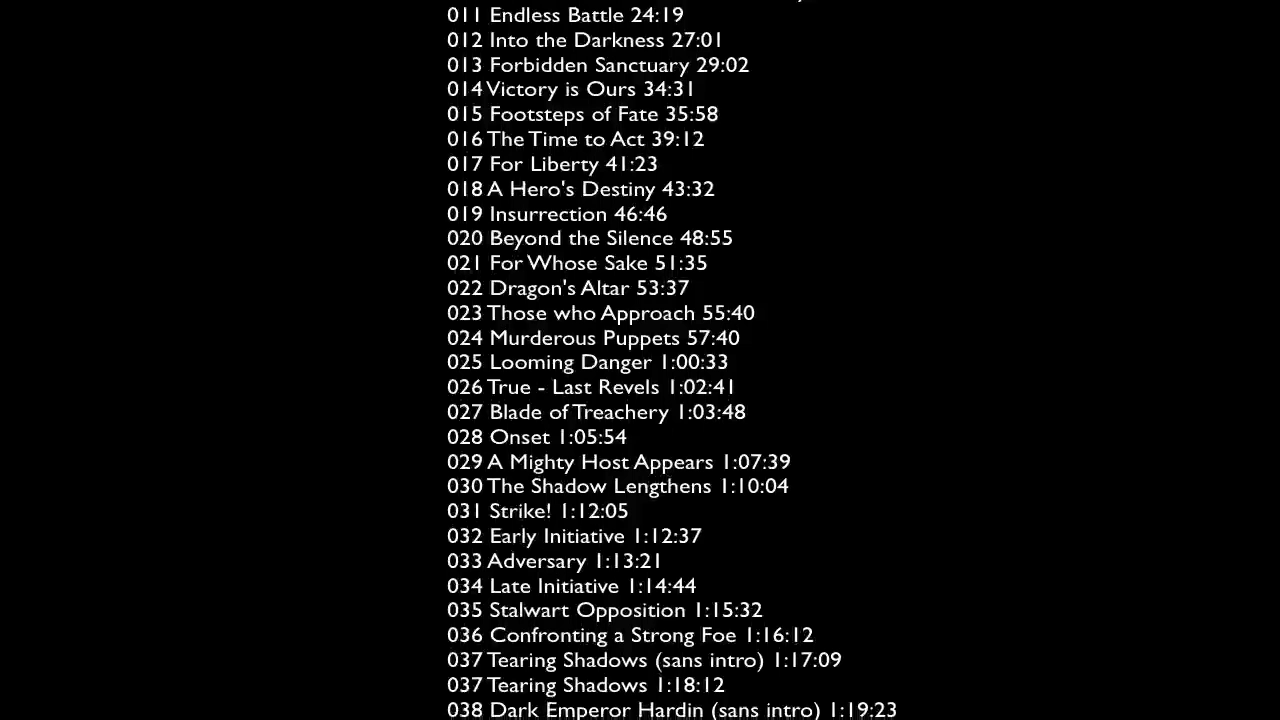 011 Endless Battle 24:19
012 Into the Darkness 27:01
013 Forbidden Sanctuary 29:02
014 Victory is Ours 34:31
015 Footsteps of Fate 35:58
016 The Time to Act 39:12
017 For Liberty 41:23
018 A Hero's Destiny 43:32
019 Insurrection 46:46
020 Beyond the Silence 48:55
021 For Whose Sake 51:35
022 Dragon's Altar 53:37
023 Those who Approach 55:40
024 Murderous Puppets 57:40
025 Looming Danger 1:00:33
026 True - Last Revels 1:02:41
027 Blade of Treachery 1:03:48
028 Onset 1:05:54
029 A Mighty Host Appears 1:07:39
030 The Shadow Lengthens 1:10:04
031 Strike! 1:12:05
032 Early Initiative 1:12:37
033 Adversary 1:13:21
034 Late Initiative 1:14:44
035 Stalwart Opposition 1:15:32
036 Confronting a Strong Foe 1:16:12
037 Tearing Shadows (sans intro) 1:17:09
037 Tearing Shadows 1:18:12
038 Dark Emperor Hardin (sans intro) 1:19:23